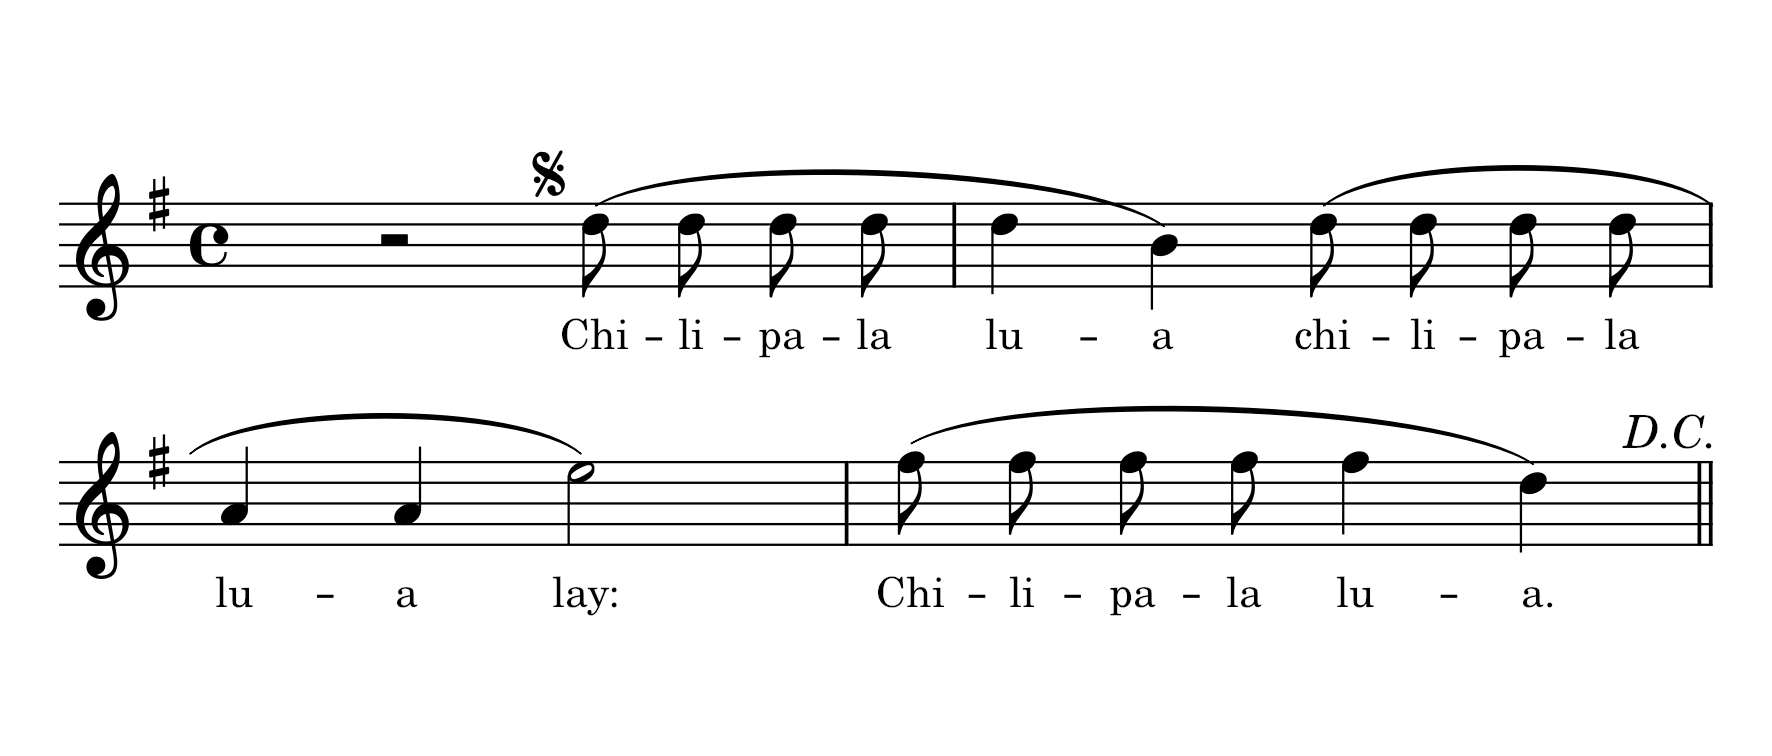 Chi - li - pa - la lu - a chi - li - pa - la
D.C.
lu - a lay: Chi - li - pa - la lu - a.